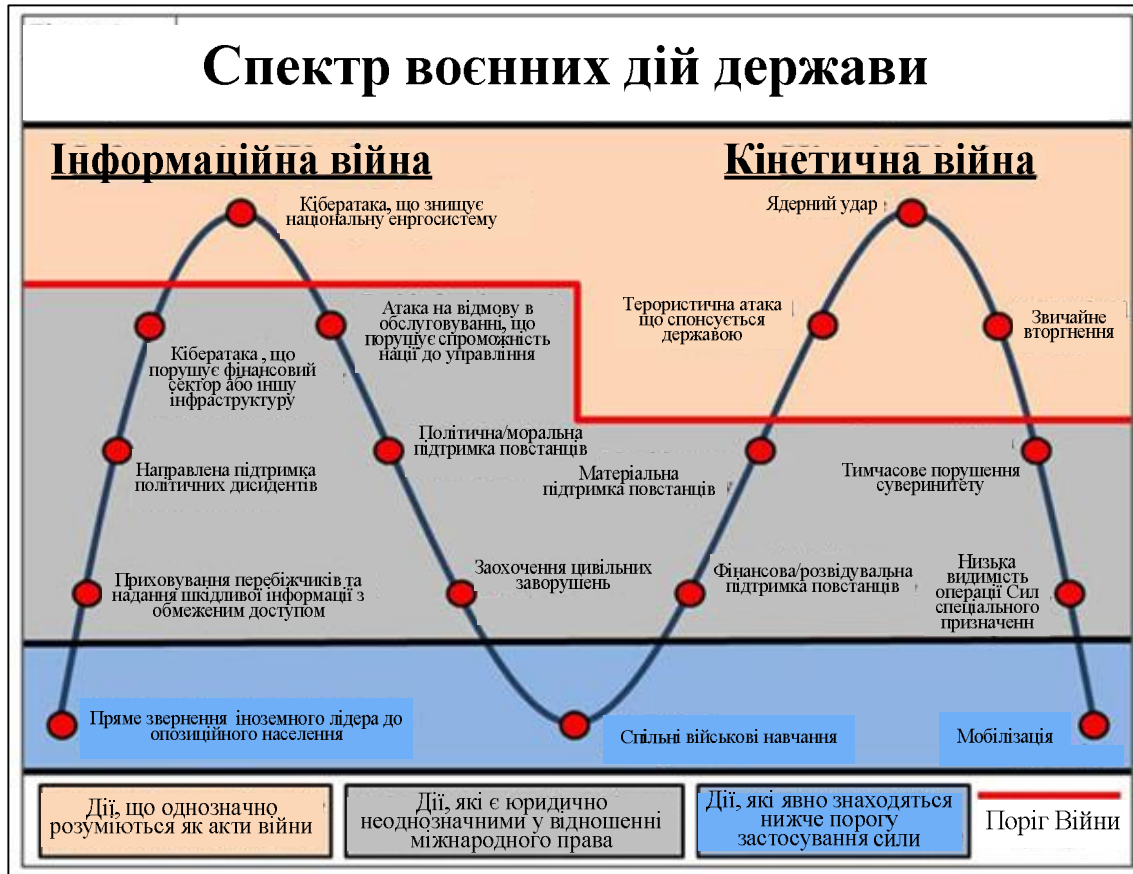 Спектр воєнних дій держави
Інформаційна війна
Кінетична війна
Кібератака, що знищує
національну енргосистему
Ядерний удар
Атака на відмову в
обслуговуванні, що
порушує спроможність
нації до управління
Терористична атака
що спонсується
державою
Звичайне
вторгнення
Кібератака , що
порушує фінансовий
сектор або іншу
інфраструктуру
Політична/моральна
підтримка повстанців
Направлена підтримка
політичних дисидентів
Матеріальна
підтримка повстанців
Тимчасове порушення
суверинитету
Приховування перебіжчиків та
надання шкідливої інформації з
обмеженим доступом
Заохочення цивільних
заворушень
Фінансова/розвідувальна
підтримка повстанців
Низька
видимість
операції Сил
спеціального
призначенн
Пряме звернення іноземного лідера до
опозиційного населення
Спільні військові навчання
Мобілізація
Дії, що однозначно
розуміються як акти війни
Дії, які є юридично
неоднозначними у відношенні
міжнародного права
Дії, які явно знаходяться
нижче порогу
застосування сили
Поріг Війни